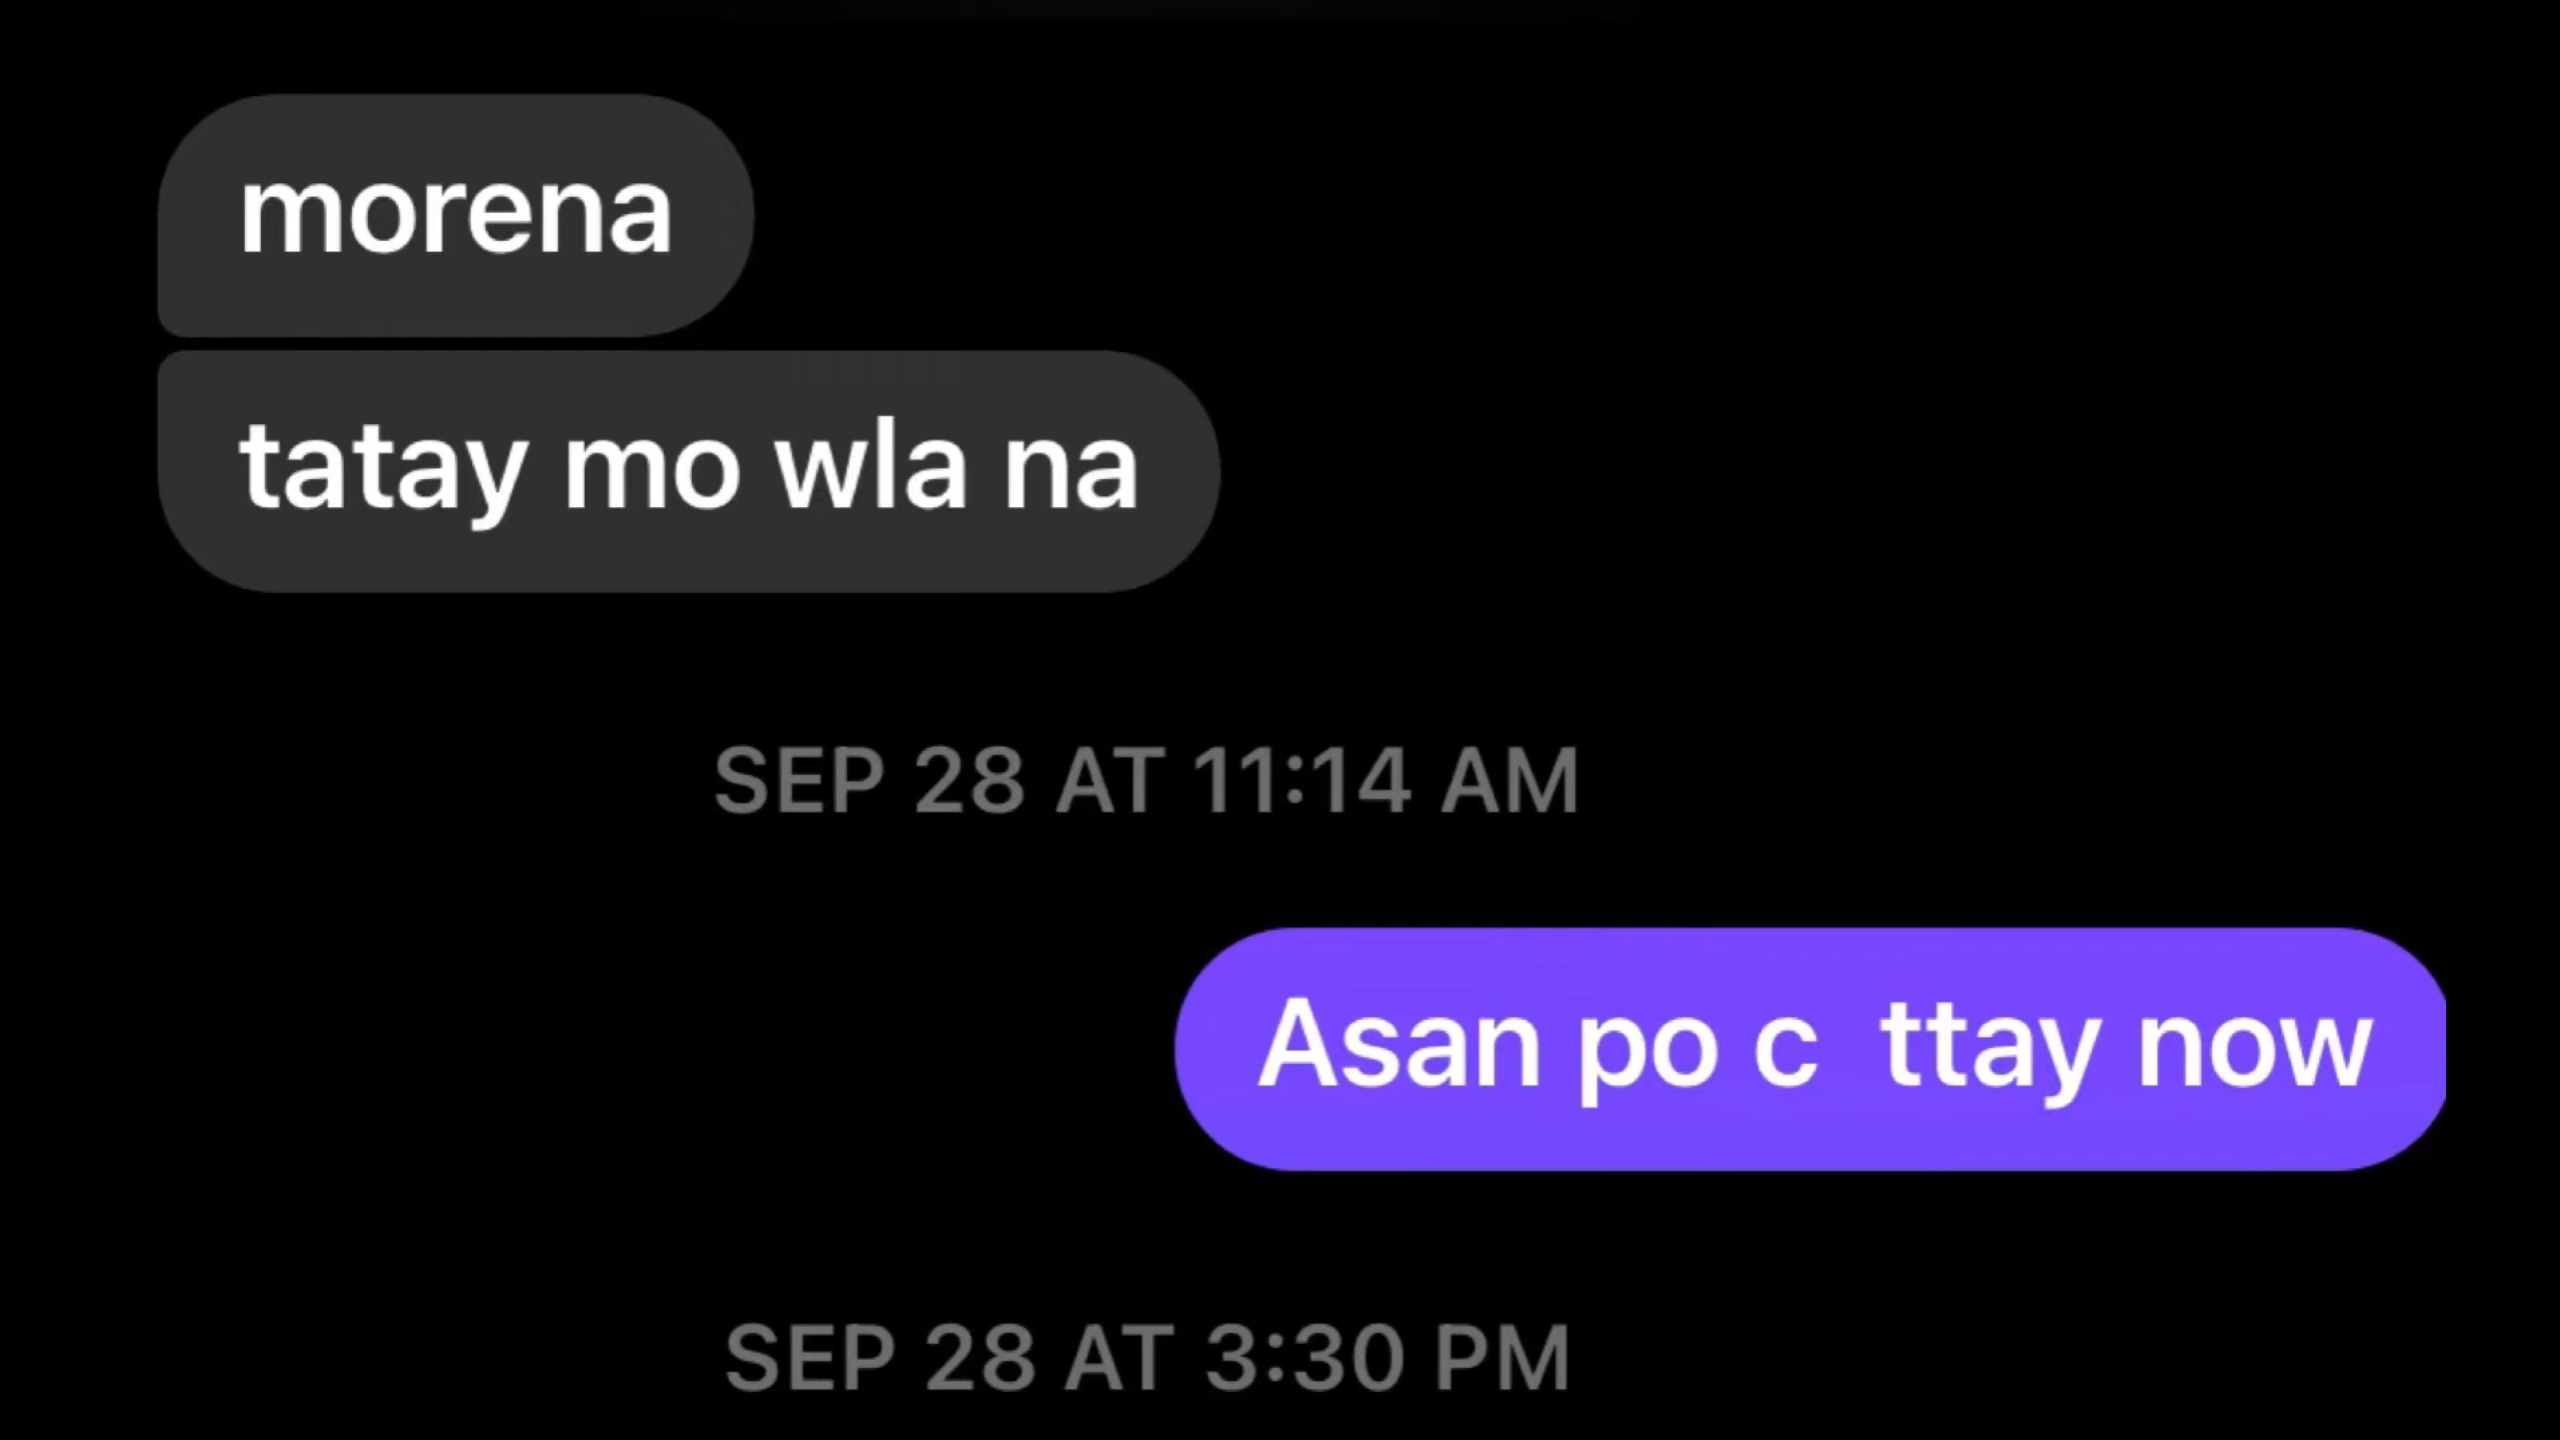 morena
tatay mo wla na
SEP 28 AT 11:14 AM
Asan po c  ttay now
SEP 28 AT 3:30 PM